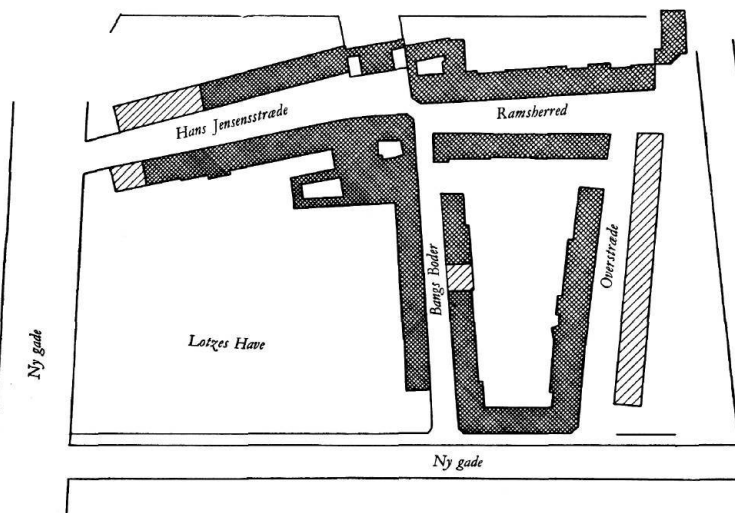 Hans Jensensstræde
Ramsherred
Bangs Boder
Overstræde
Lotzes Have
Ny gade
Ny gade